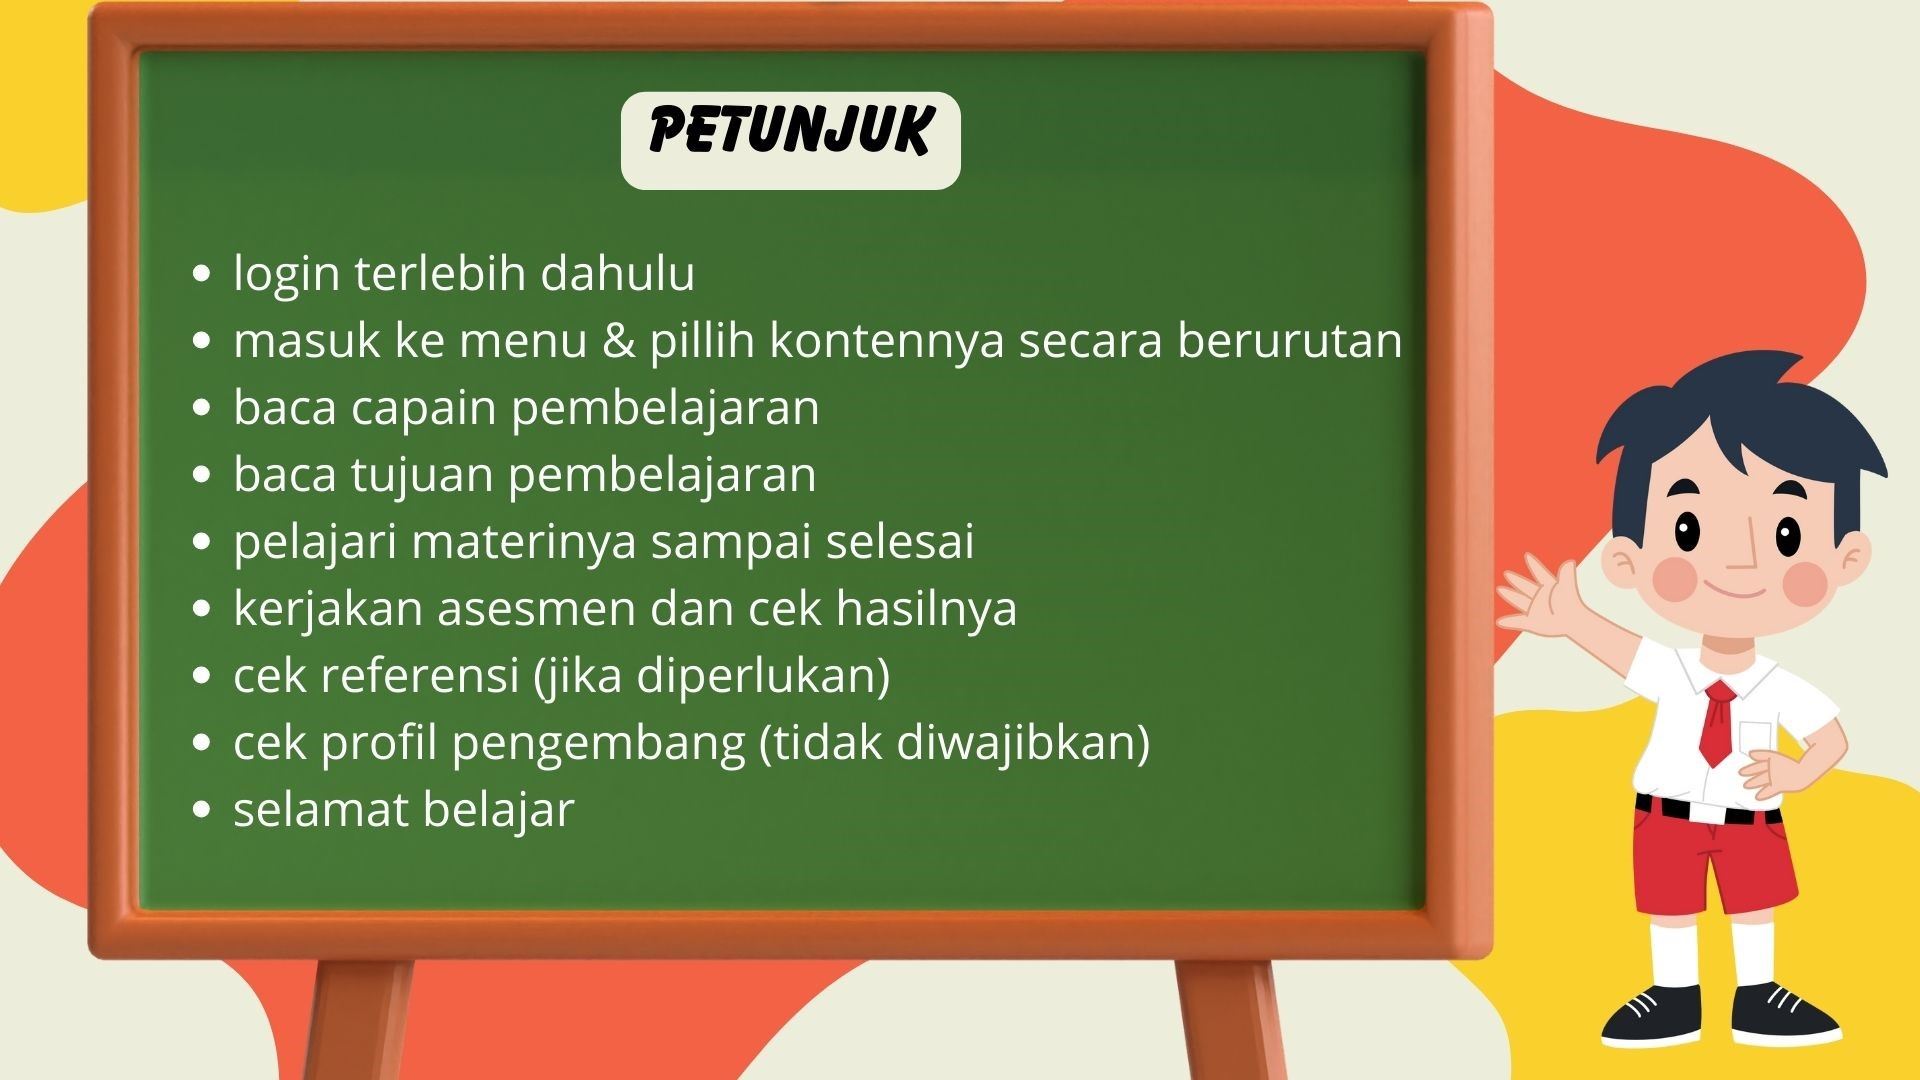 PETUNJUK
• login terlebih dahulu
• masuk ke menu & pillih kontennya secara berurutan
• baca capain pembelajaran
• baca tujuan pembelajaran
• pelajari materinya sampai selesai
• kerjakan asesmen dan cek hasilnya
• cek referensi (jika diperlukan)
• cek profil pengembang (tidak diwajibkan)
• selamat belajar